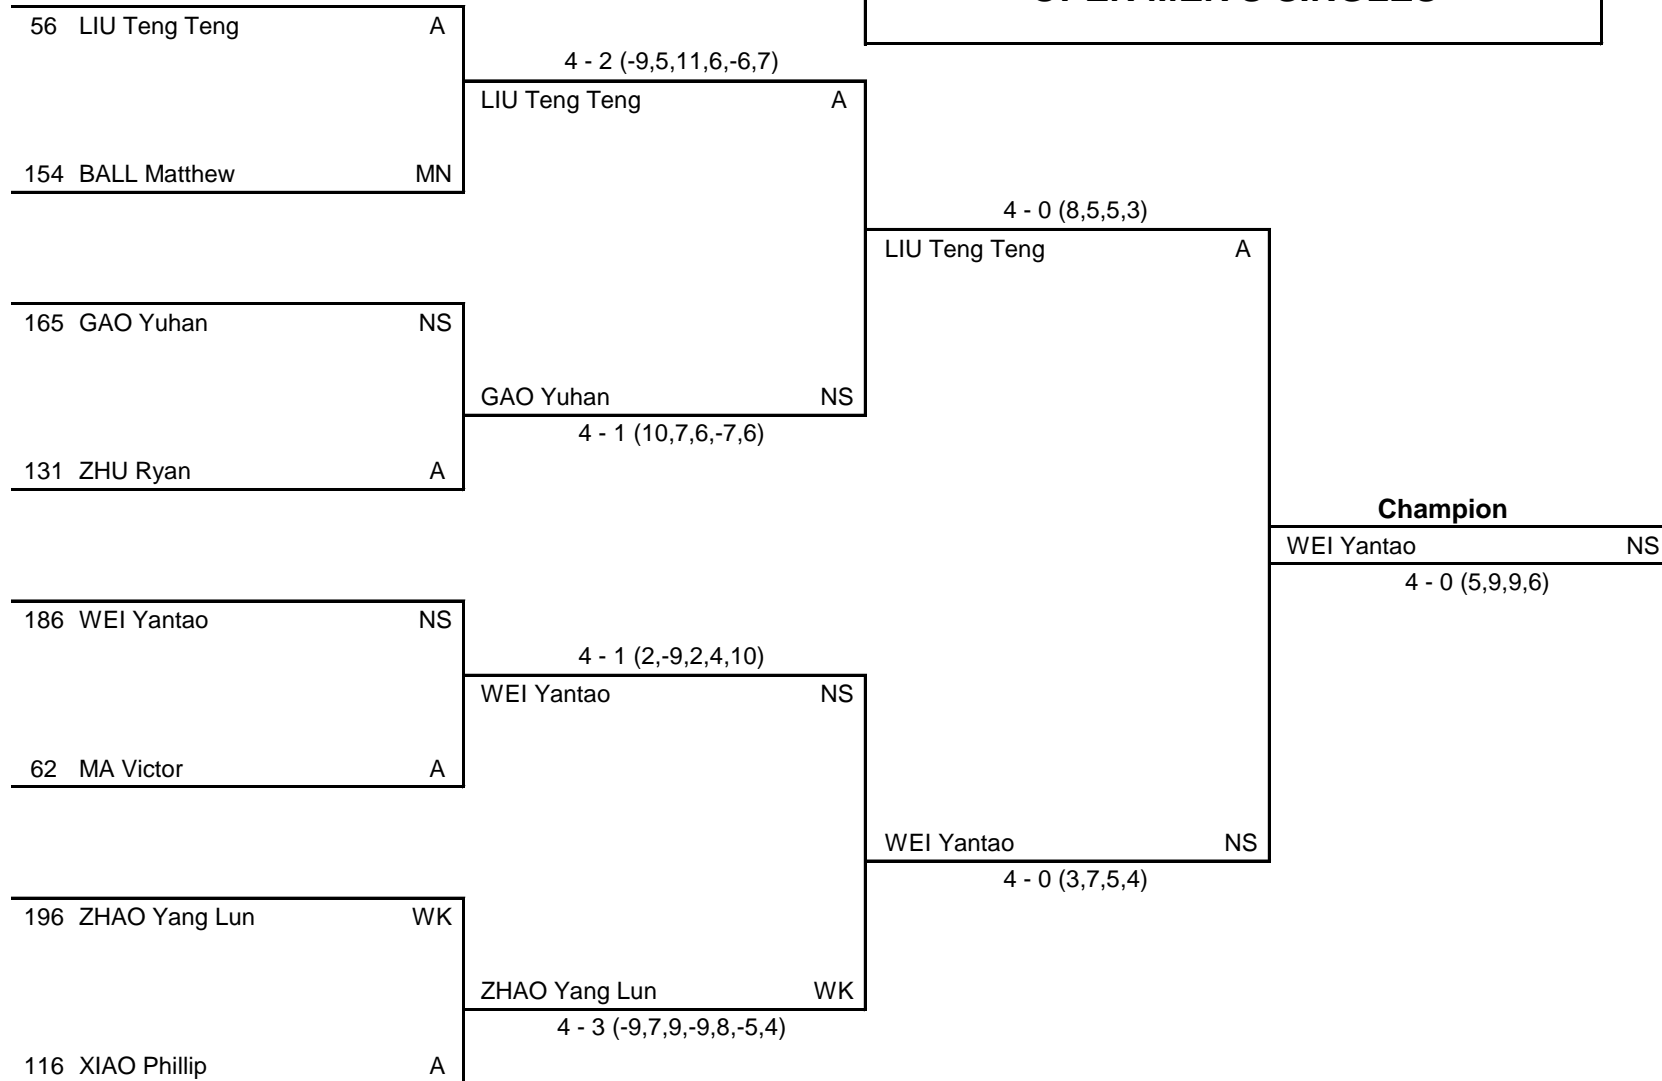 OPEN MEN'S SINGLES
56 LIU Teng Teng A
4 - 2 (-9,5,11,6,-6,7)
LIU Teng Teng A
154 BALL Matthew MN
4 - 0 (8,5,5,3)
LIU Teng Teng A
165 GAO Yuhan NS
GAO Yuhan NS
4 - 1 (10,7,6,-7,6)
131 ZHU Ryan A
Champion
WEI Yantao NS
4 - 0 (5,9,9,6)
186 WEI Yantao NS
4 - 1 (2,-9,2,4,10)
WEI Yantao NS
62 MA Victor A
WEI Yantao NS
4 - 0 (3,7,5,4)
196 ZHAO Yang Lun WK
ZHAO Yang Lun WK
4 - 3 (-9,7,9,-9,8,-5,4)
116 XIAO Phillip A